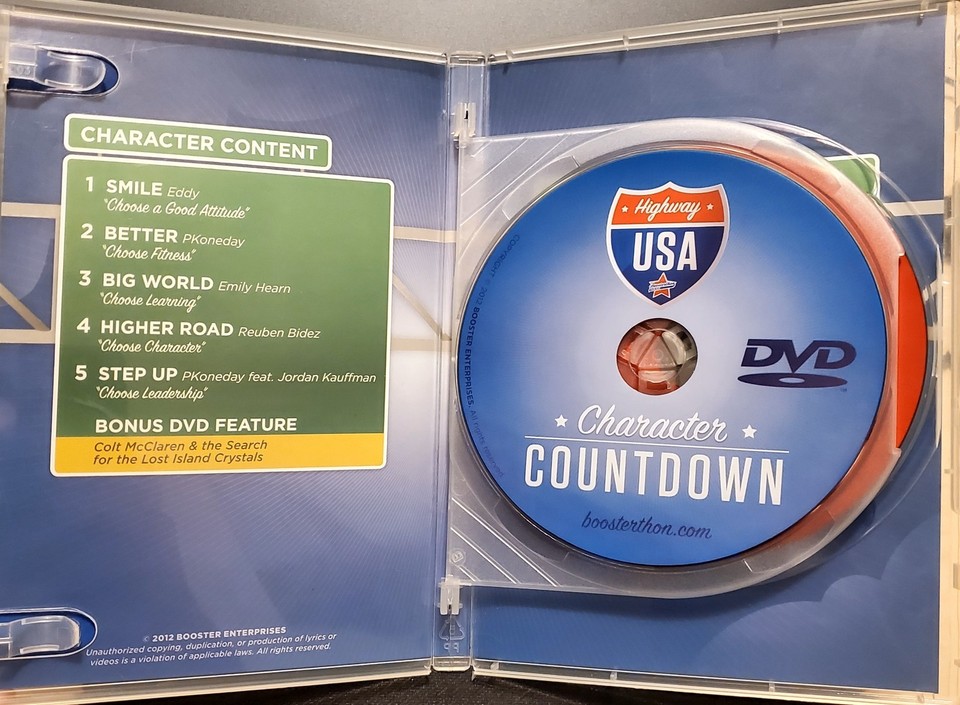 CHARACTER CONTENT
1 SMILE Eddy
"Choose a Good Attitude"
2 BETTER PKoneday
"Choose Fitness"
3 BIG WORLD Emily Hearn
"Choose Learning"
4 HIGHER ROAD Reuben Bidez
"Choose Character"
5 STEP UP PKoneday feat. Jordan Kauffman
"Choose Leadership"
BONUS DVD FEATURE
Colt McClaren & the Search
for the Lost Island Crystals
© 2012 BOOSTER ENTERPRISES
Unauthorized copying, duplication, or production of lyrics or
videos is a violation of applicable laws. All rights reserved.
Highway
USA
DVD
Character
COUNTDOWN
boosterthon.com
COPYRIGHT © 2012 BOOSTER ENTERPRISES. All rights reserved.